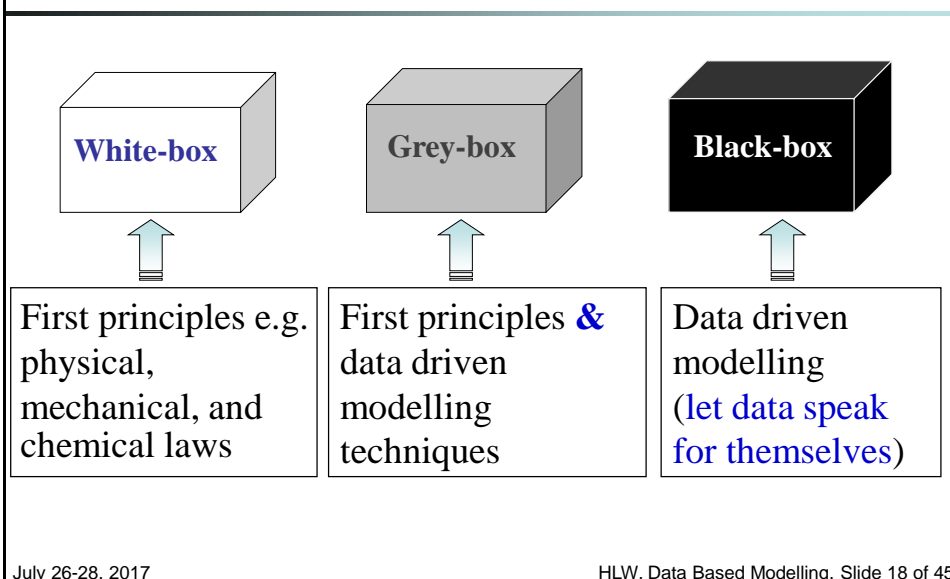 White-box
Grey-box
Black-box
First principles e.g.
physical,
mechanical, and
chemical laws
First principles &
data driven
modelling
techniques
Data driven
modelling
(let data speak
for themselves)
July 26-28, 2017
HLW, Data Based Modelling, Slide 18 of 45